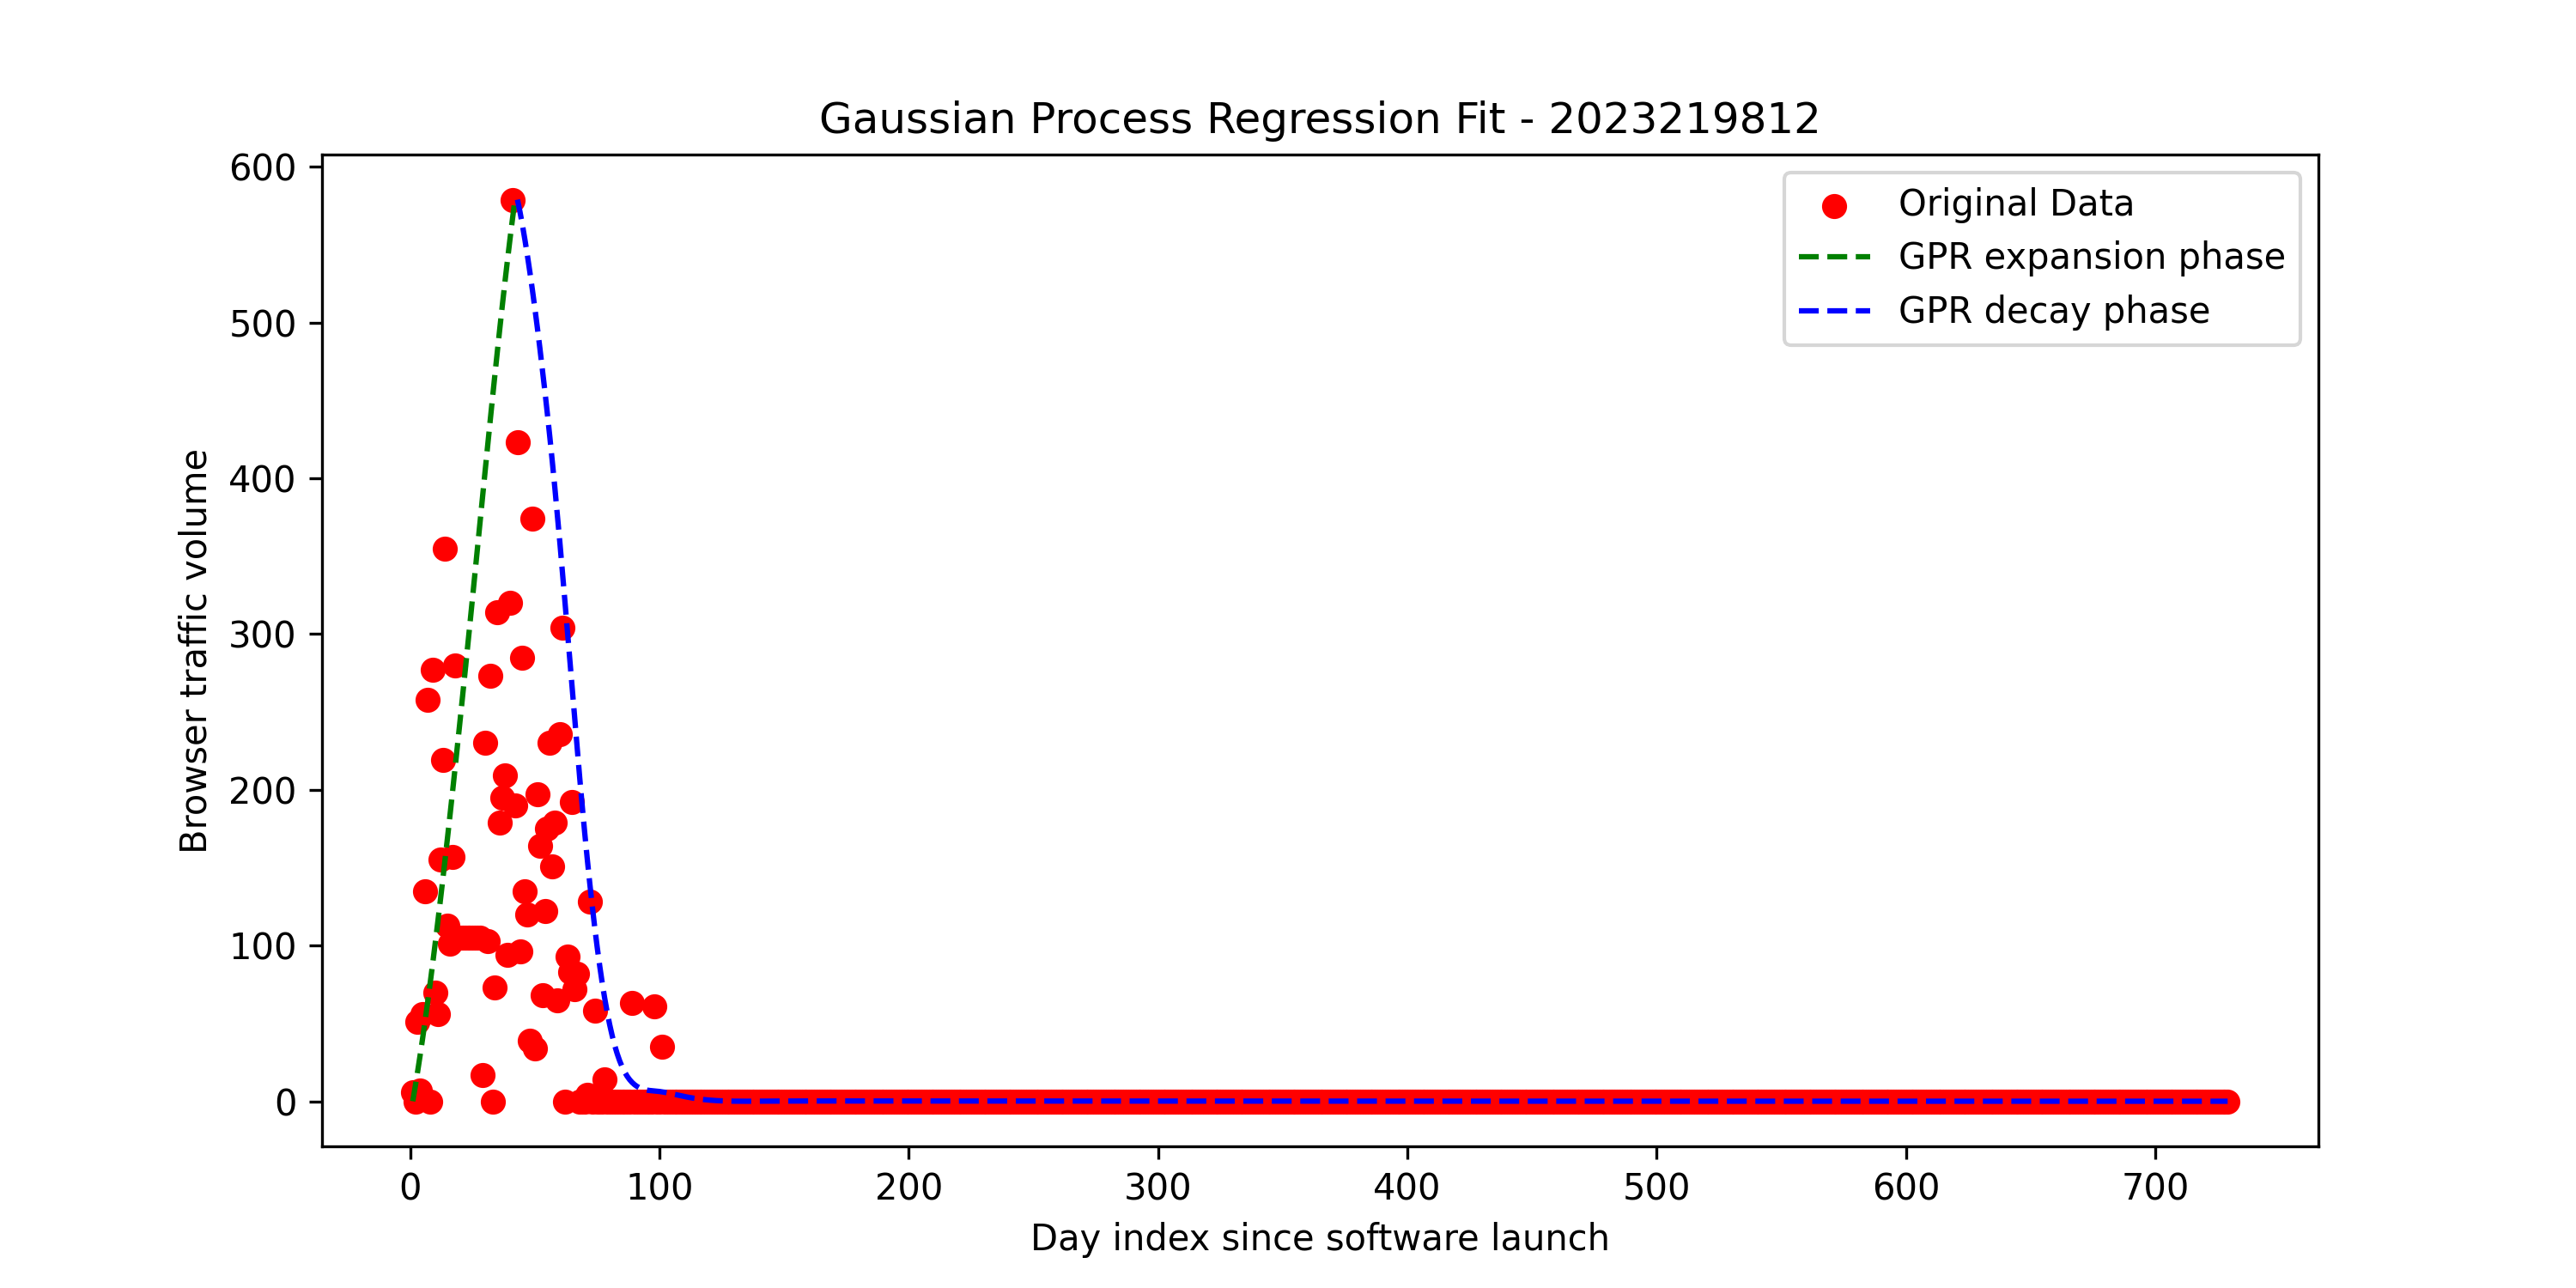 Gaussian Process Regression Fit - 2023219812
600
500
400
300
200
100
0
Browser traffic volume
Original Data
GPR expansion phase
GPR decay phase
0 100 200 300 400 500 600 700
Day index since software launch